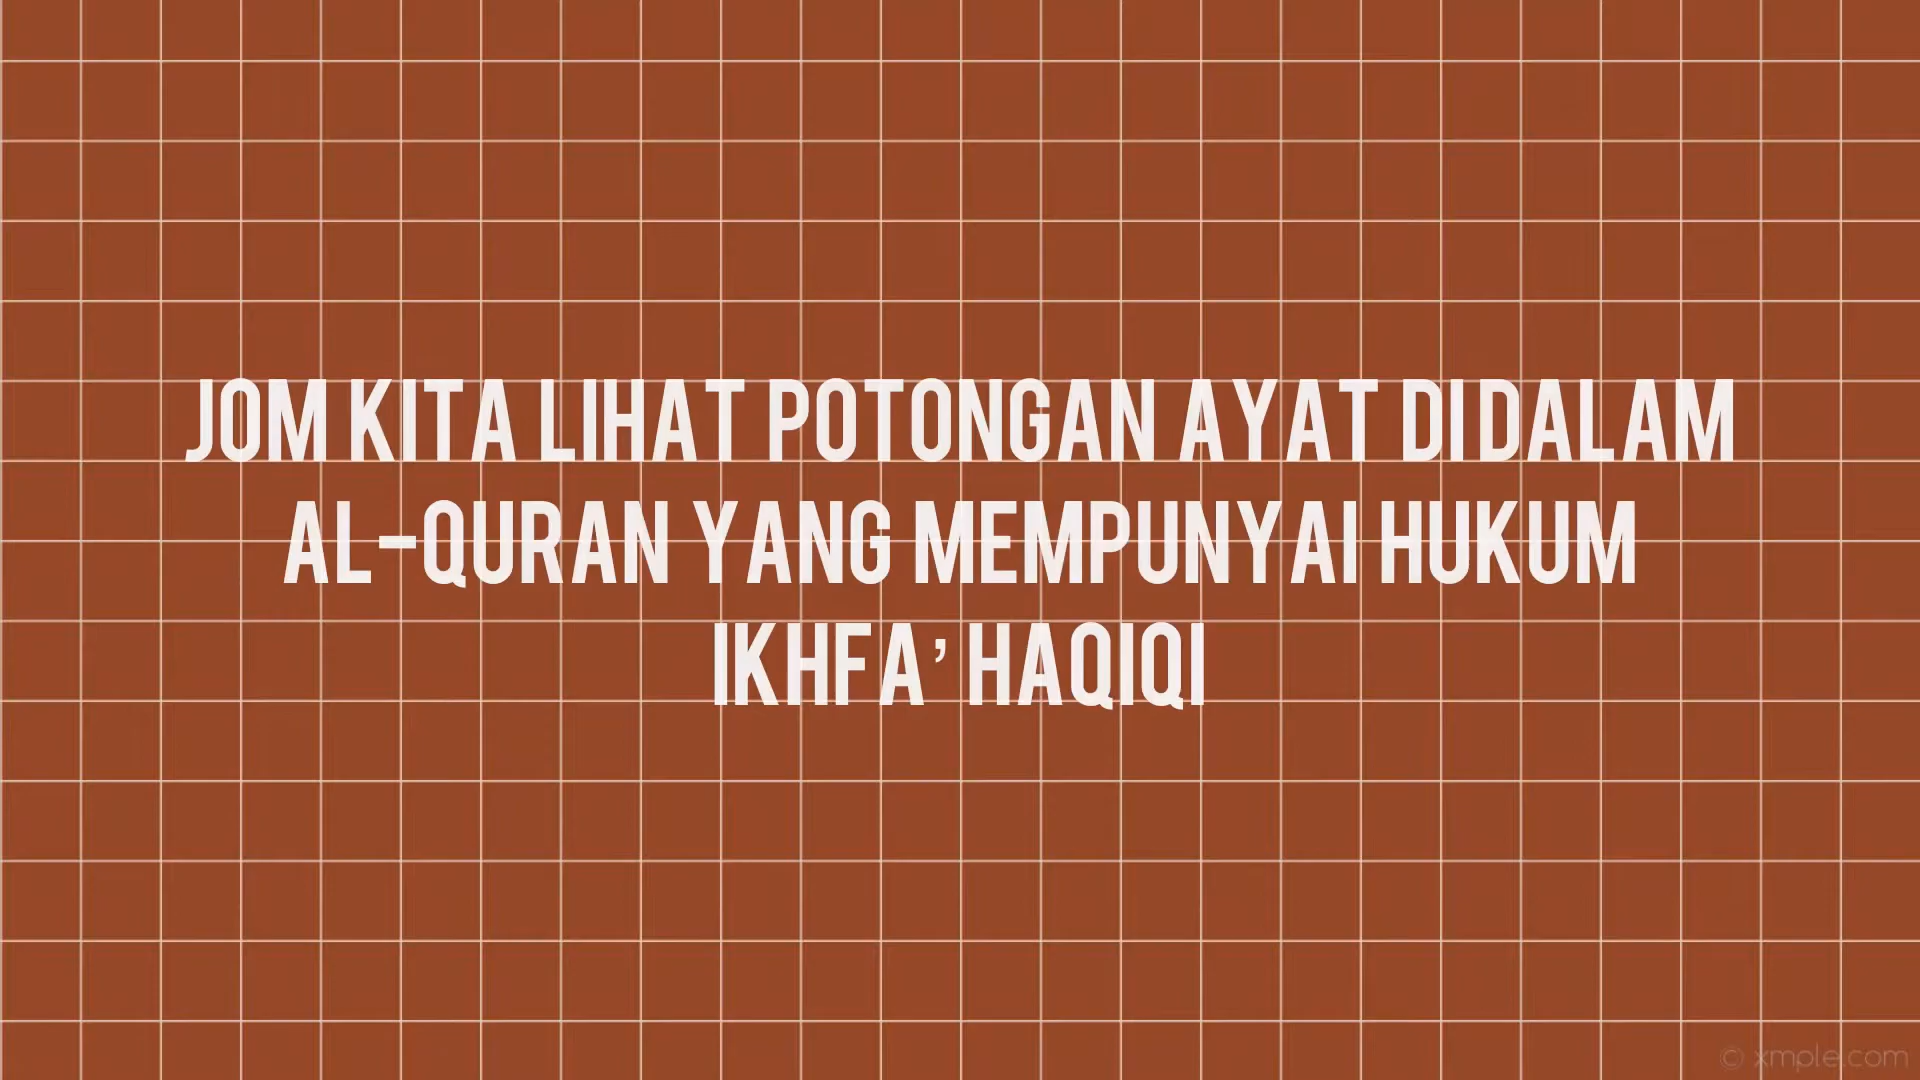 JOM KITA LIHAT POTONGAN AYAT DIDALAM
AL-QURAN YANG MEMPUNYAI HUKUM
IKHFA' HAQIQI
© xmple.com